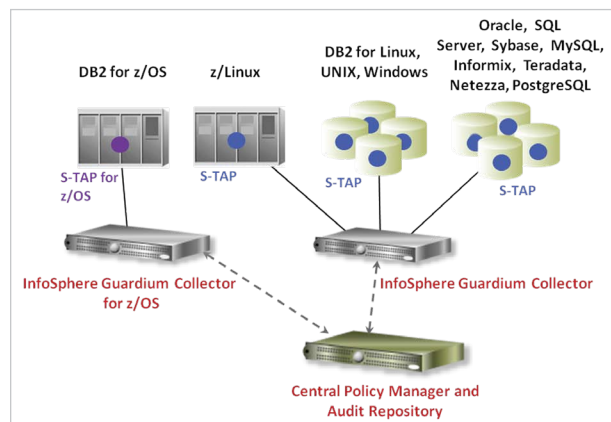 DB2 for z/OS
z/Linux
DB2 for Linux,
UNIX, Windows
Oracle, SQL
Server, Sybase, MySQL,
Informix, Teradata,
Netezza, PostgreSQL
S-TAP for
z/OS
S-TAP
S-TAP
S-TAP
InfoSphere Guardium Collector
for z/OS
InfoSphere Guardium Collector
Central Policy Manager and
Audit Repository